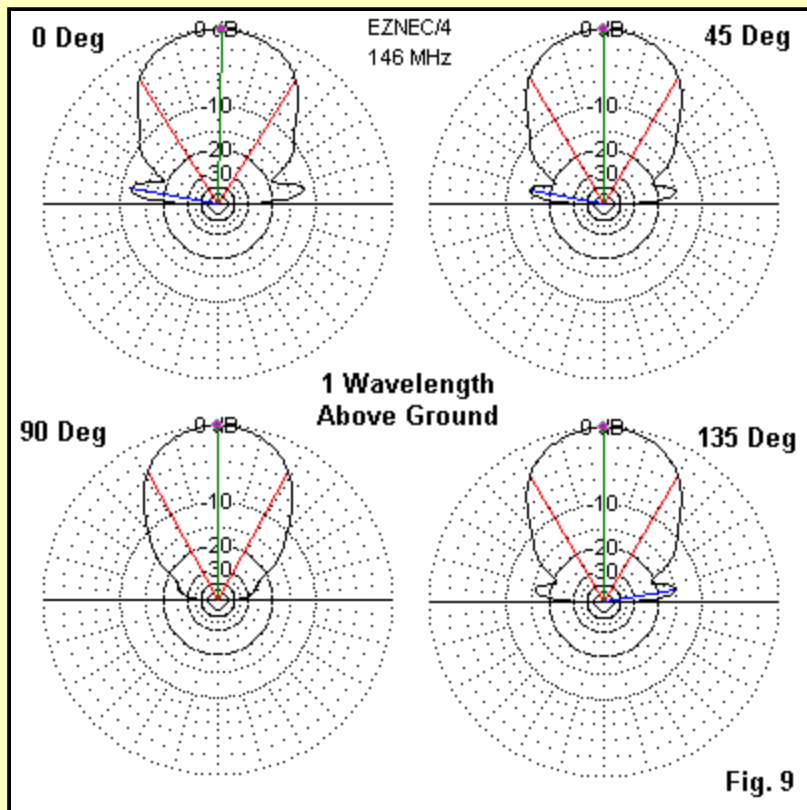 0 Deg
EZNEC/4
146 MHz
45 Deg
0 dB
-10
-20
-30
0 dB
-10
-20
-30
1 Wavelength
Above Ground
90 Deg
135 Deg
0 dB
-10
-20
-30
0 dB
-10
-20
-30
Fig. 9